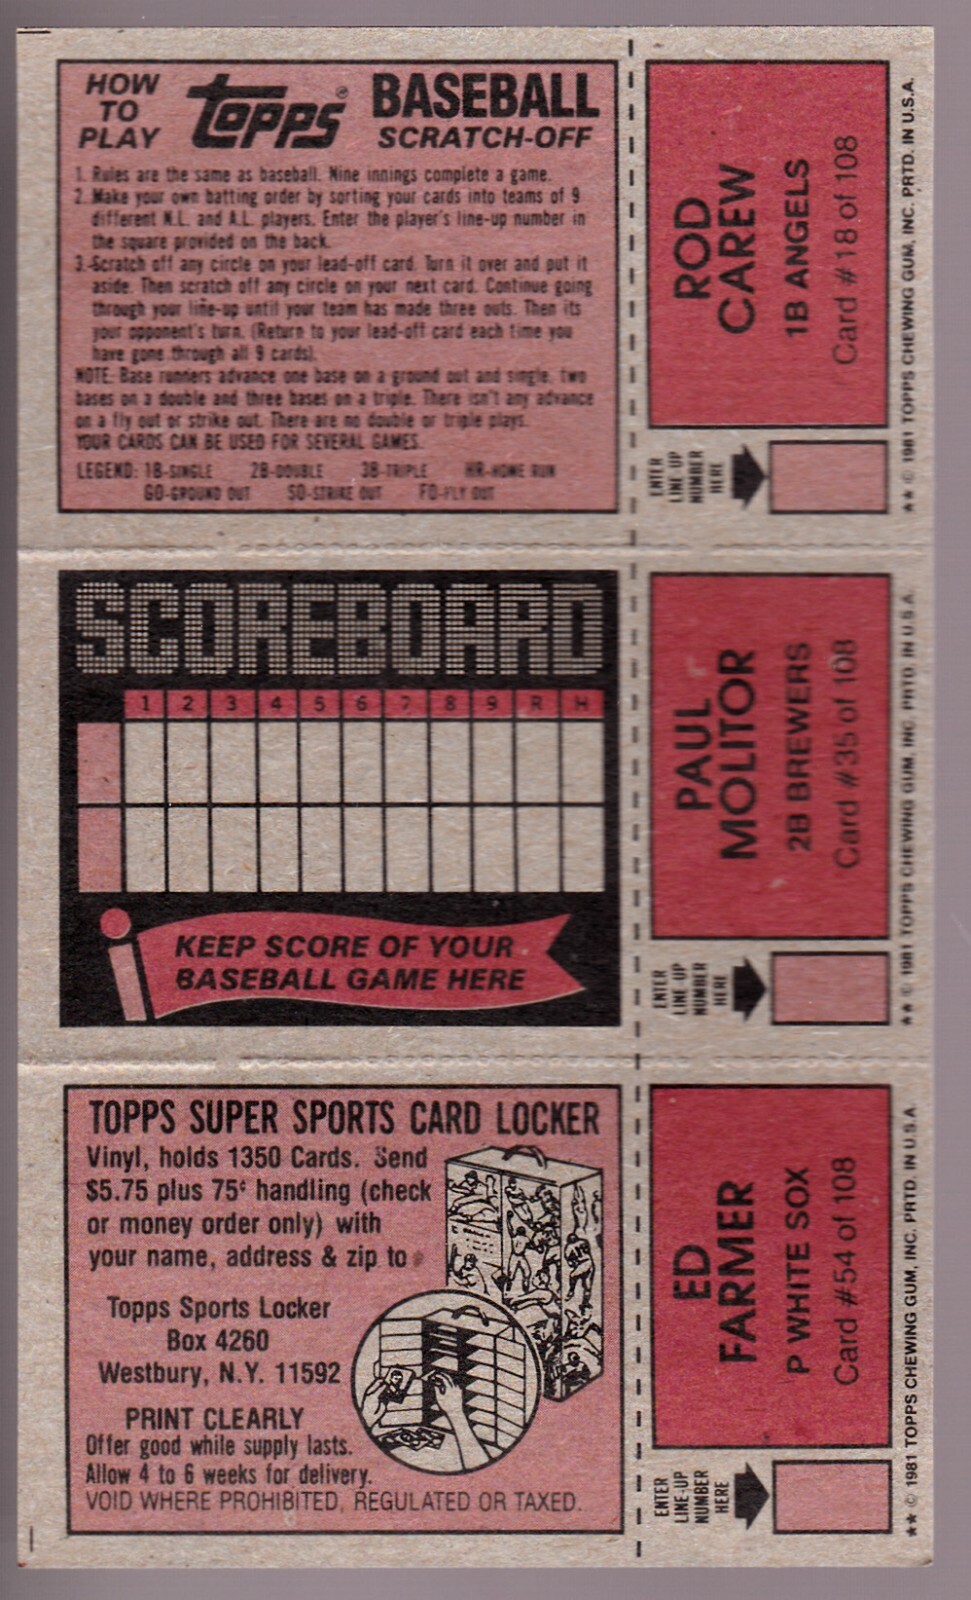 HOW
TO
PLAY
Topps®
BASEBALL
SCRATCH-OFF
1. Rules are the same as baseball. Nine innings complete a game.
2. Make your own batting order by sorting your cards into teams of 9
different N.L. and A.L. players. Enter the player's line-up number in
the square provided on the back.
3. Scratch off any circle on your lead-off card. Turn it over and put it
aside. Then scratch off any circle on your next card. Continue going
through your line-up until your team has made three outs. Then its
your opponent's turn. (Return to your lead-off card each time you
have gone through all 9 cards).
NOTE: Base runners advance one base on a ground out and single, two
bases on a double and three bases on a triple. There isn't any advance
on a fly out or strike out. There are no double or triple plays.
YOUR CARDS CAN BE USED FOR SEVERAL GAMES.
LEGEND: 1B-SINGLE 2B-DOUBLE 3B-TRIPLE HR-HOME RUN
GO-GROUND OUT SO-STRIKE OUT FO-FLY OUT
ROD
CAREW
1B ANGELS
Card #18 of 108
ENTER
LINE UP
NUMBER
HERE
★★ © 1981 TOPPS CHEWING GUM, INC. PRTD. IN U.S.A.
SCOREBOARD
1 2 3 4 5 6 7 8 9 R H
KEEP SCORE OF YOUR
BASEBALL GAME HERE
PAUL
MOLITOR
2B BREWERS
Card #35 of 108
ENTER
LINE UP
NUMBER
HERE
★★ © 1981 TOPPS CHEWING GUM, INC. PRTD. IN U.S.A.
TOPPS SUPER SPORTS CARD LOCKER
Vinyl, holds 1350 Cards. Send
$5.75 plus 75¢ handling (check
or money order only) with
your name, address & zip to
Topps Sports Locker
Box 4260
Westbury, N.Y. 11592
PRINT CLEARLY
Offer good while supply lasts.
Allow 4 to 6 weeks for delivery.
VOID WHERE PROHIBITED, REGULATED OR TAXED.
ED
FARMER
P WHITE SOX
Card #54 of 108
ENTER
LINE-UP
NUMBER
HERE
★★ © 1981 TOPPS CHEWING GUM, INC. PRTD. IN U.S.A.